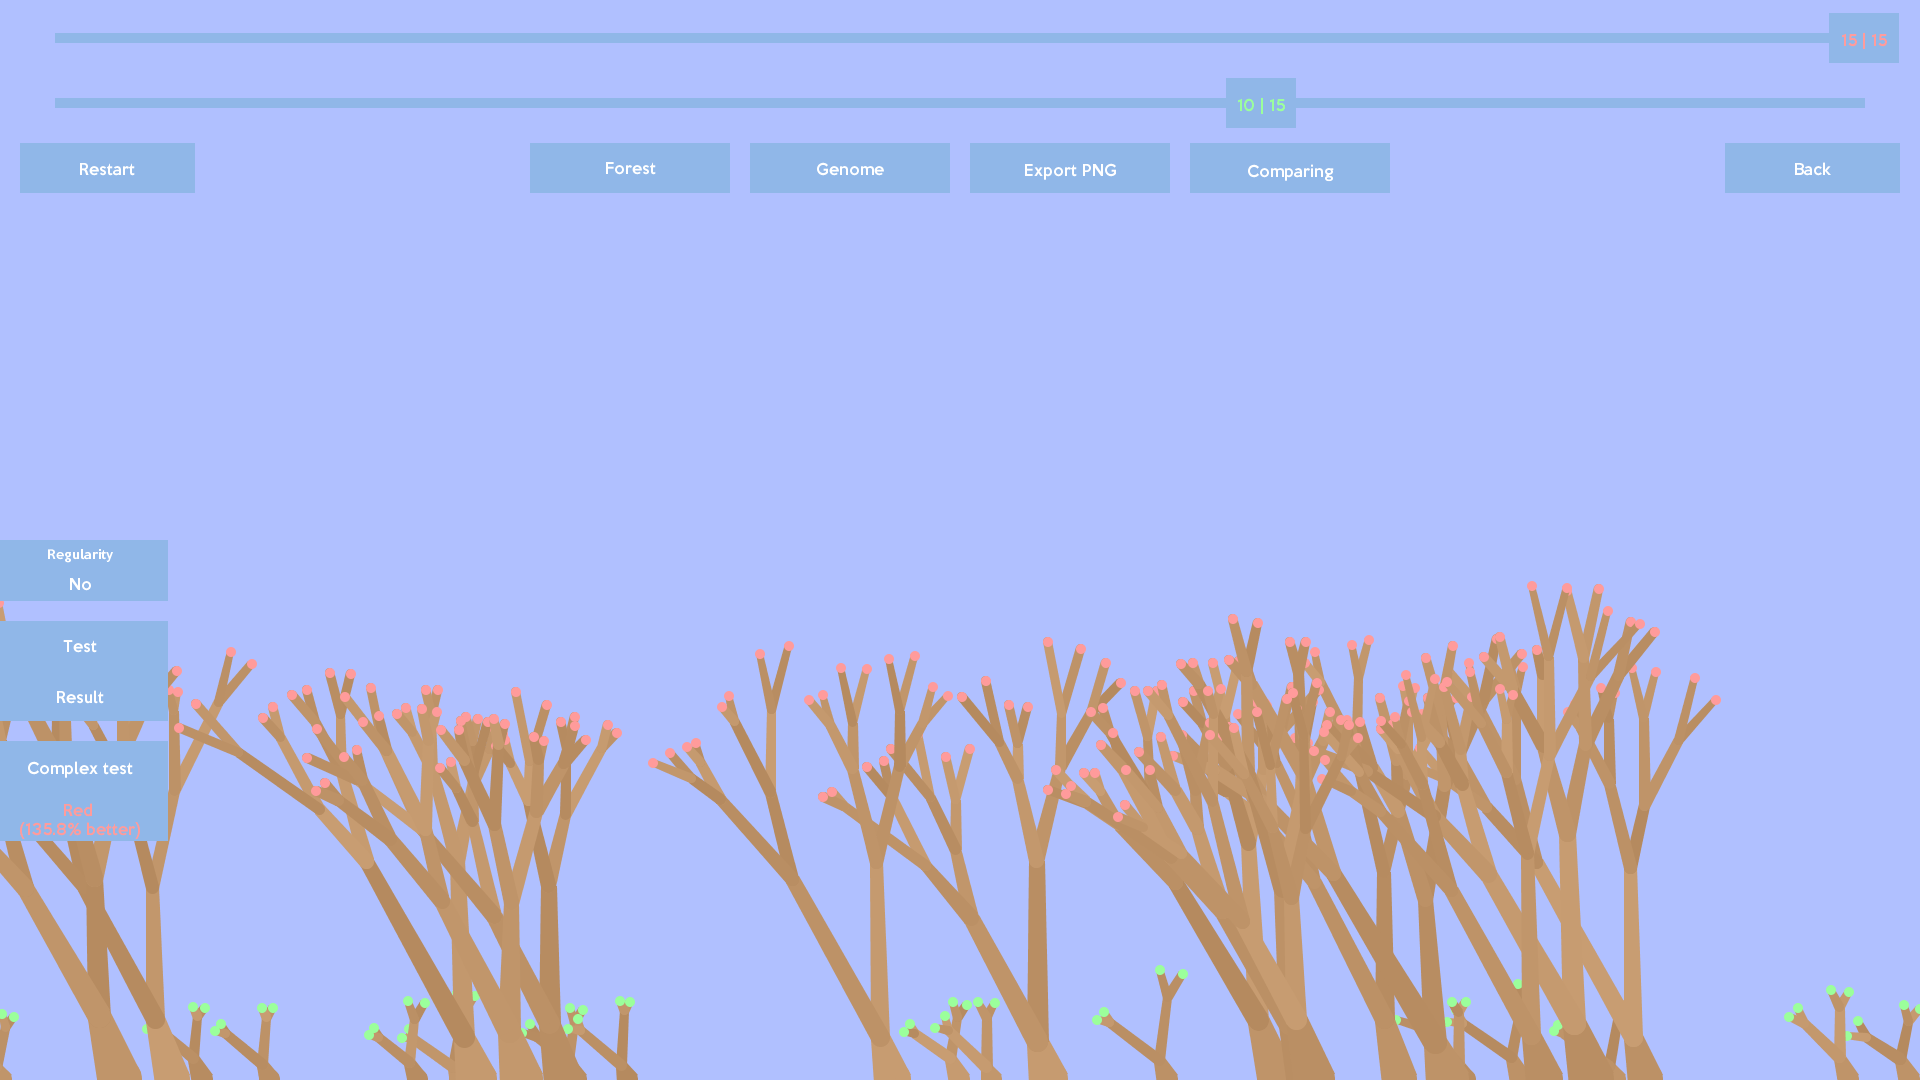 15 | 15
10 | 15
Restart
Forest
Genome
Export PNG
Comparing
Back
Regularity
No
Test
Result
Complex test
Red
(135.8% better)